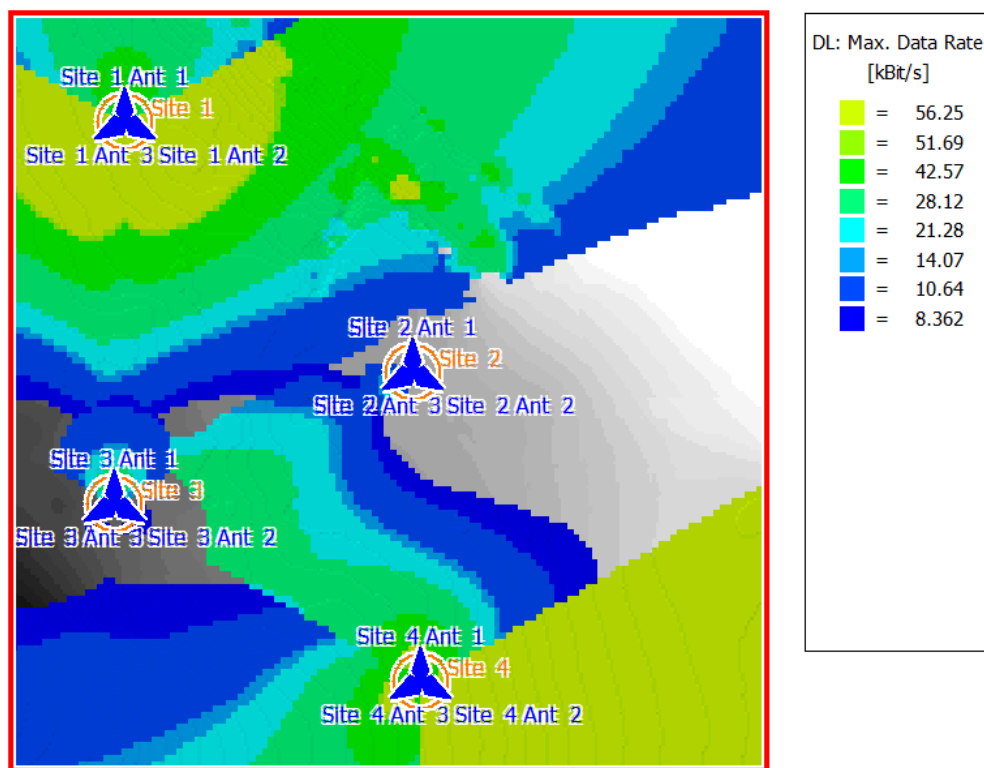 DL: Max. Data Rate
[kBit/s]
= 56.25
= 51.69
= 42.57
= 28.12
= 21.28
= 14.07
= 10.64
= 8.362
Site 1 Ant 1
Site 1
Site 1 Ant 3 Site 1 Ant 2
Site 2 Ant 1
Site 2
Site 2 Ant 3 Site 2 Ant 2
Site 3 Ant 1
Site 3
Site 3 Ant 3 Site 3 Ant 2
Site 4 Ant 1
Site 4
Site 4 Ant 3 Site 4 Ant 2